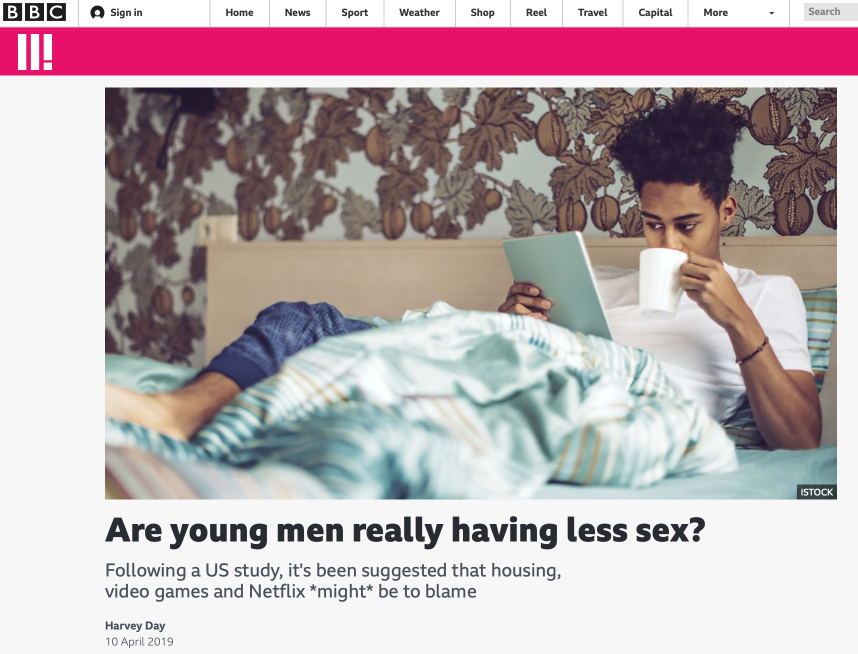 BBC Sign in Home News Sport Weather Shop Reel Travel Capital More Search
ISTOCK
Are young men really having less sex?
Following a US study, it's been suggested that housing,
video games and Netflix *might* be to blame
Harvey Day
10 April 2019